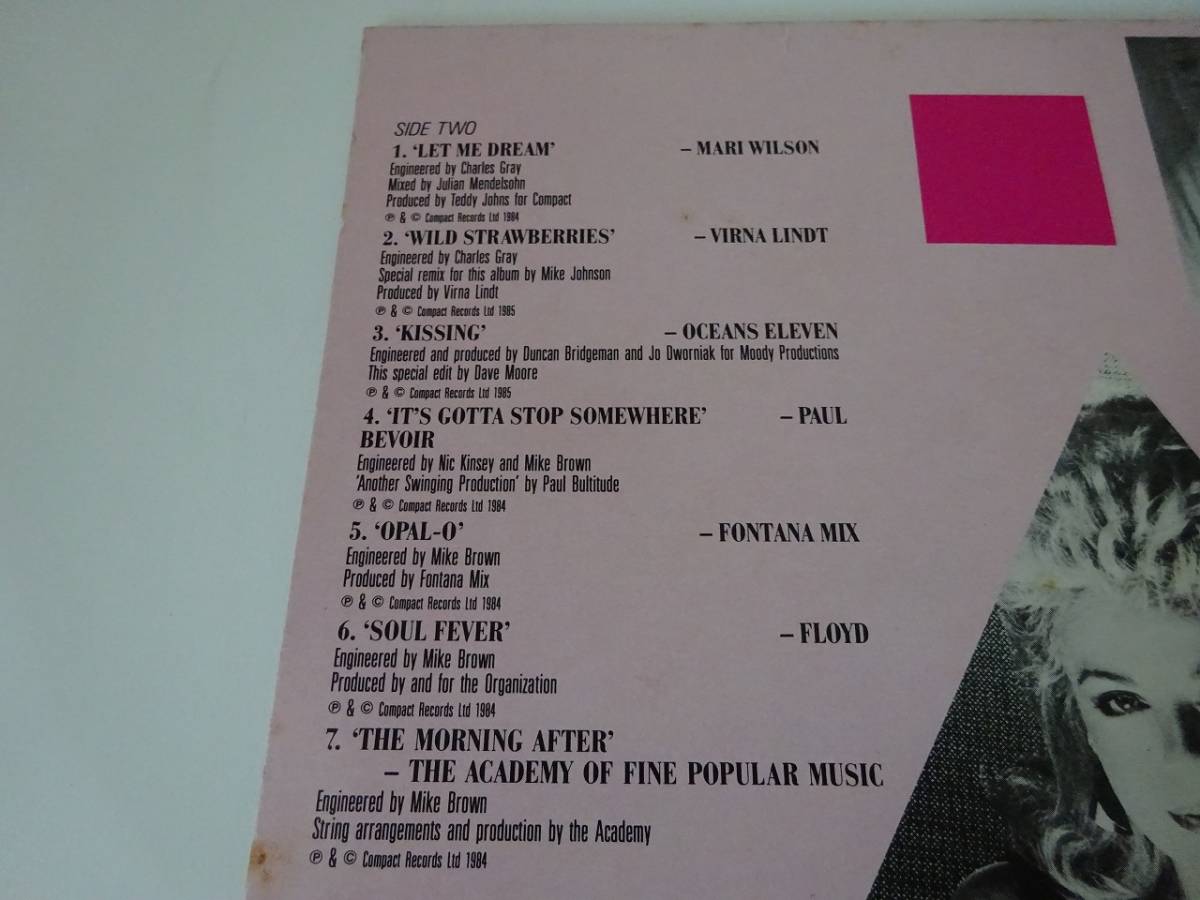 SIDE TWO
1. ‘LET ME DREAM’ – MARI WILSON
Engineered by Charles Gray
Mixed by Julian Mendelsohn
Produced by Teddy Johns for Compact
℗ & © Compact Records Ltd 1984
2. ‘WILD STRAWBERRIES’ – VIRNA LINDT
Engineered by Charles Gray
Special remix for this album by Mike Johnson
Produced by Virna Lindt
℗ & © Compact Records Ltd 1985
3. ‘KISSING’ – OCEANS ELEVEN
Engineered and produced by Duncan Bridgeman and Jo Dworniak for Moody Productions
This special edit by Dave Moore
℗ & © Compact Records Ltd 1985
4. ‘IT’S GOTTA STOP SOMEWHERE’ – PAUL
BEVOIR
Engineered by Nic Kinsey and Mike Brown
‘Another Swinging Production’ by Paul Bultitude
℗ & © Compact Records Ltd 1984
5. ‘OPAL-O’ – FONTANA MIX
Engineered by Mike Brown
Produced by Fontana Mix
℗ & © Compact Records Ltd 1984
6. ‘SOUL FEVER’ – FLOYD
Engineered by Mike Brown
Produced by and for the Organization
℗ & © Compact Records Ltd 1984
7. ‘THE MORNING AFTER’
– THE ACADEMY OF FINE POPULAR MUSIC
Engineered by Mike Brown
String arrangements and production by the Academy
℗ & © Compact Records Ltd 1984